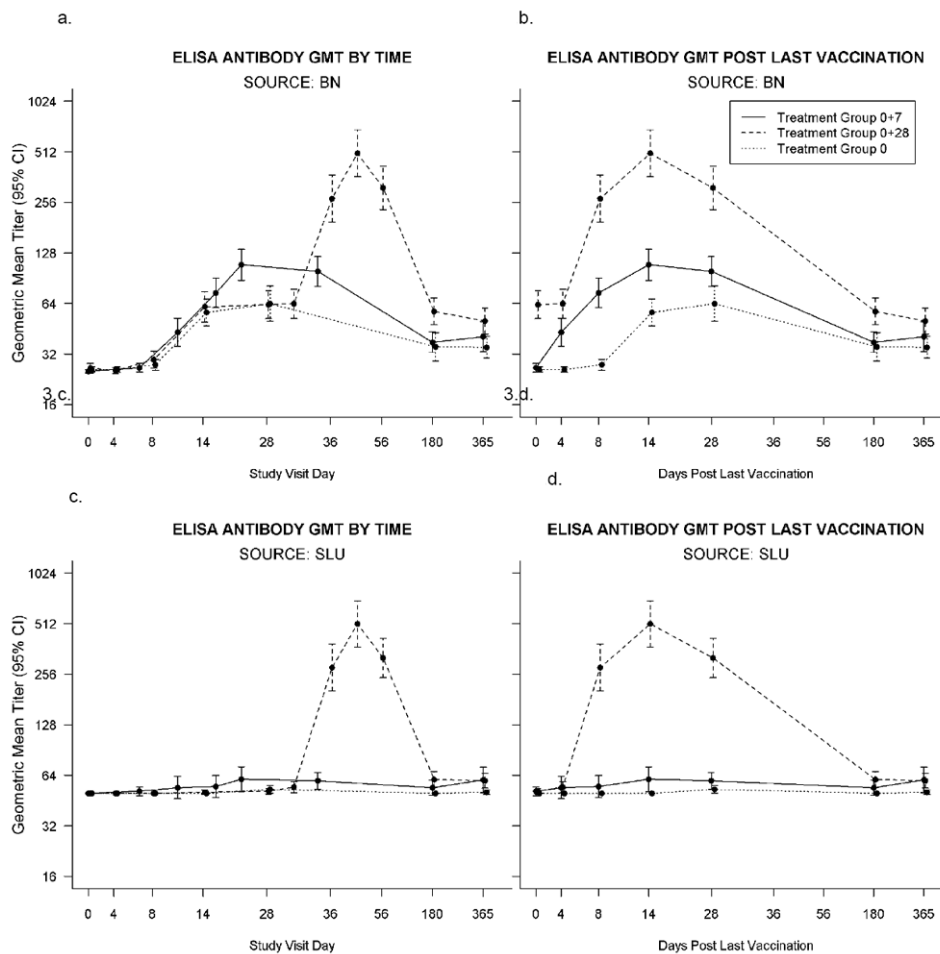 a.
ELISA ANTIBODY GMT BY TIME
SOURCE: BN
Geometric Mean Titer (95% CI)
1024
512
256
128
64
32
16
0 4 8 14 28 36 56 180 365
Study Visit Day
b.
ELISA ANTIBODY GMT POST LAST VACCINATION
SOURCE: BN
Treatment Group 0+7
Treatment Group 0+28
Treatment Group 0
0 4 8 14 28 36 56 180 365
Days Post Last Vaccination
3.c.
3.d.
c.
ELISA ANTIBODY GMT BY TIME
SOURCE: SLU
Geometric Mean Titer (95% CI)
1024
512
256
128
64
32
16
0 4 8 14 28 36 56 180 365
Study Visit Day
d.
ELISA ANTIBODY GMT POST LAST VACCINATION
SOURCE: SLU
0 4 8 14 28 36 56 180 365
Days Post Last Vaccination